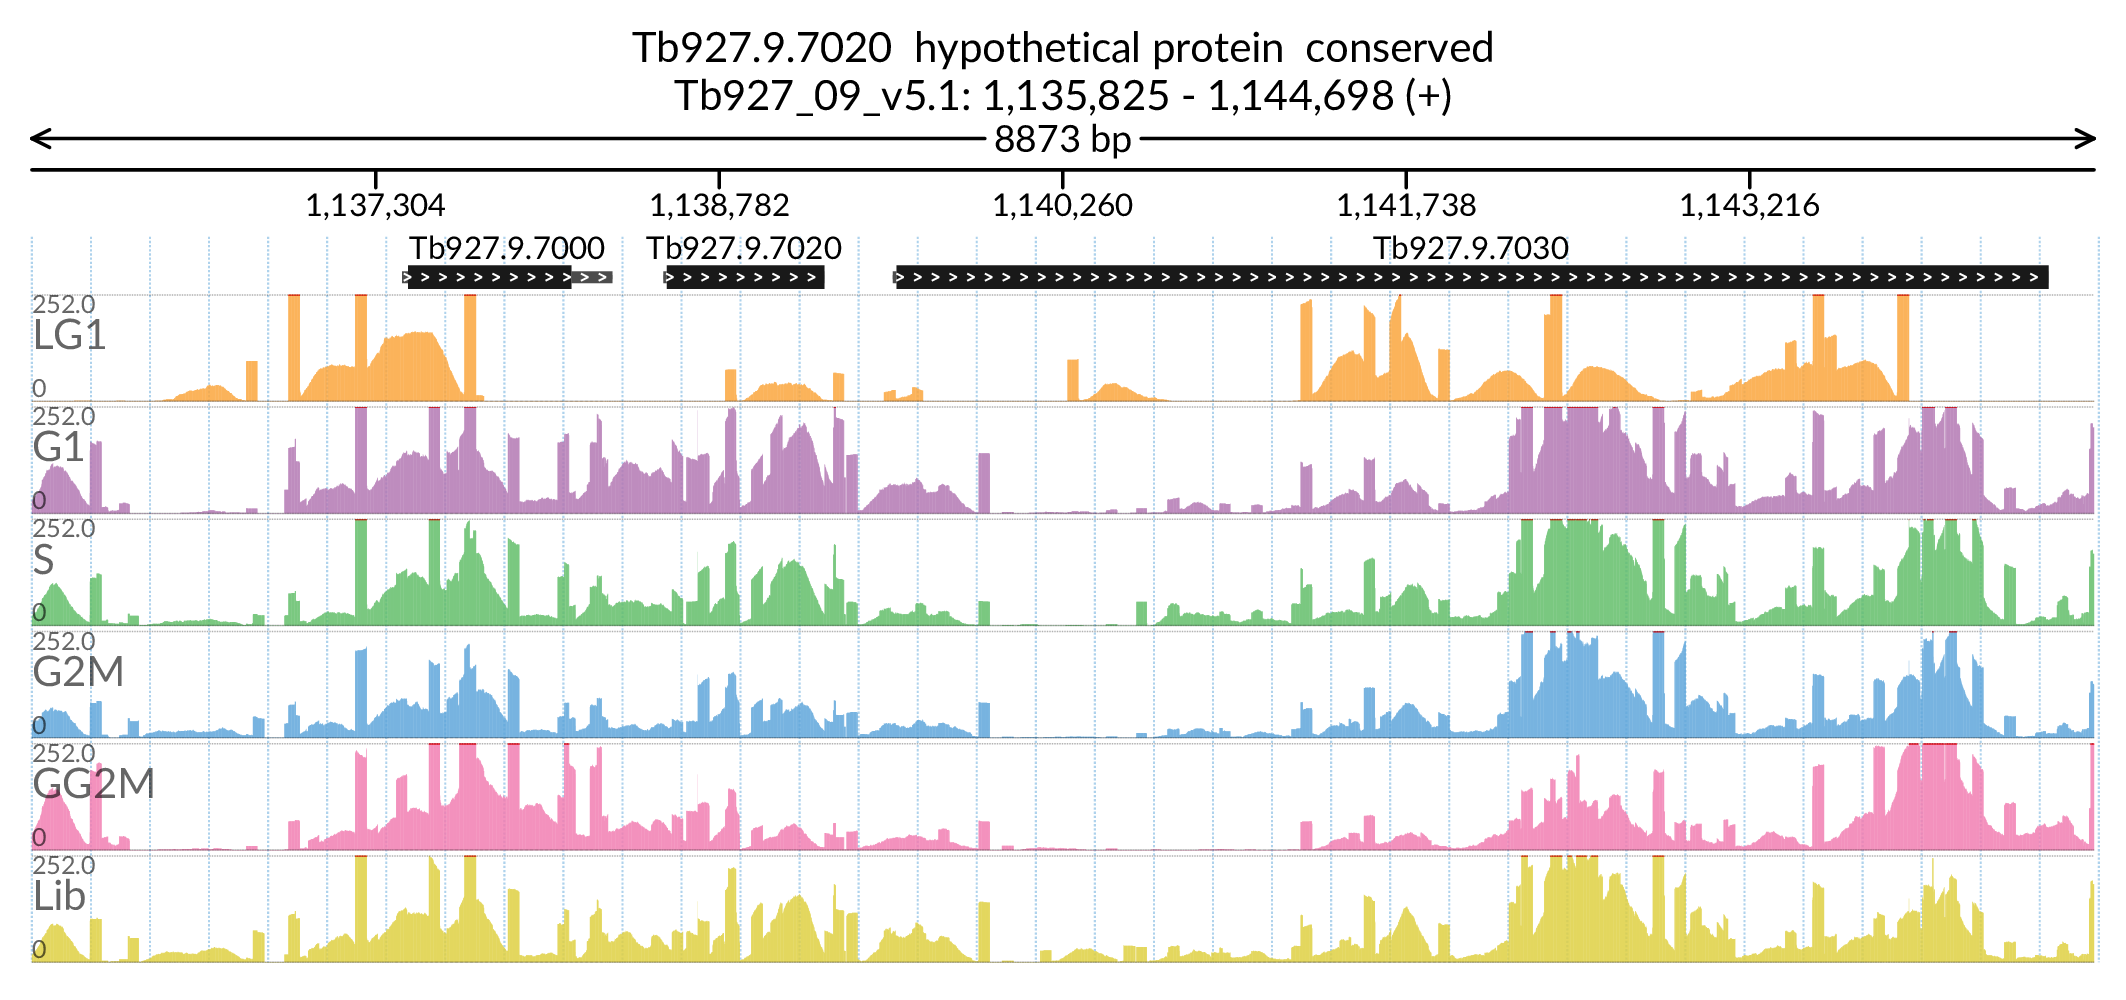 Tb927.9.7020  hypothetical protein  conserved
Tb927_09_v5.1: 1,135,825 - 1,144,698 (+)
8873 bp
1,137,304 1,138,782 1,140,260 1,141,738 1,143,216
Tb927.9.7000 Tb927.9.7020 Tb927.9.7030
252.0
LG1
0
252.0
G1
0
252.0
S
0
252.0
G2M
0
252.0
GG2M
0
252.0
Lib
0